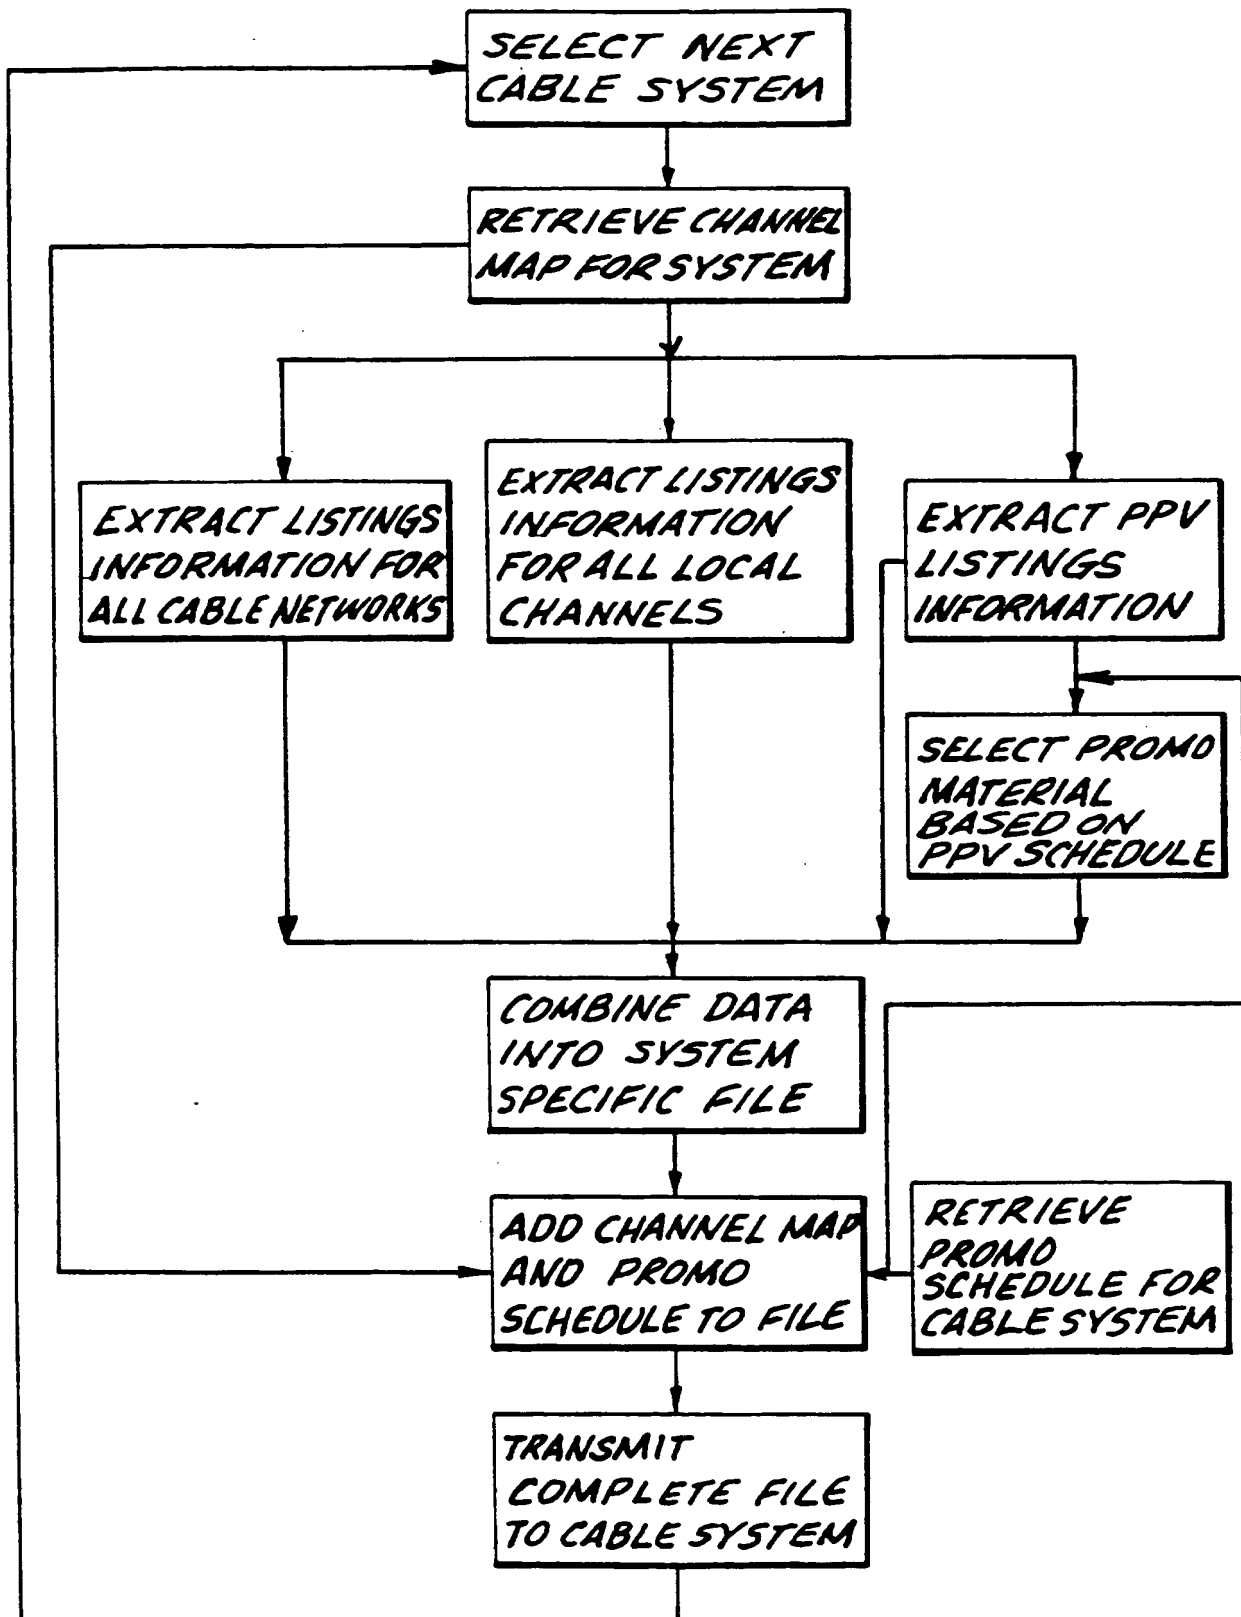 SELECT NEXT
CABLE SYSTEM
RETRIEVE CHANNEL
MAP FOR SYSTEM
EXTRACT LISTINGS
INFORMATION FOR
ALL CABLE NETWORKS
EXTRACT LISTINGS
INFORMATION
FOR ALL LOCAL
CHANNELS
EXTRACT PPV
LISTINGS
INFORMATION
SELECT PROMO
MATERIAL
BASED ON
PPV SCHEDULE
COMBINE DATA
INTO SYSTEM
SPECIFIC FILE
ADD CHANNEL MAP
AND PROMO
SCHEDULE TO FILE
RETRIEVE
PROMO
SCHEDULE FOR
CABLE SYSTEM
TRANSMIT
COMPLETE FILE
TO CABLE SYSTEM